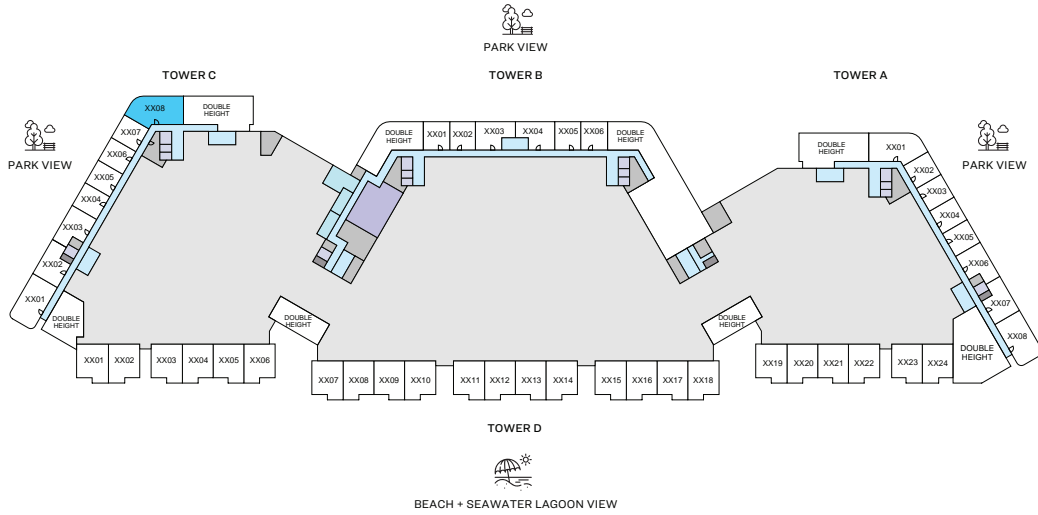 PARK VIEW
TOWER C
TOWER B
TOWER A
PARK VIEW
PARK VIEW
XX08
DOUBLE
HEIGHT
XX07
XX06
XX05
XX04
XX03
XX02
XX01
DOUBLE
HEIGHT
DOUBLE
HEIGHT
XX01
XX02
XX03
XX04
XX05
XX06
DOUBLE
HEIGHT
DOUBLE
HEIGHT
XX01
XX02
XX03
XX04
XX05
XX06
XX07
XX08
DOUBLE
HEIGHT
DOUBLE
HEIGHT
DOUBLE
HEIGHT
XX01
XX02
XX03
XX04
XX05
XX06
XX07
XX08
XX09
XX10
XX11
XX12
XX13
XX14
XX15
XX16
XX17
XX18
XX19
XX20
XX21
XX22
XX23
XX24
TOWER D
BEACH + SEAWATER LAGOON VIEW